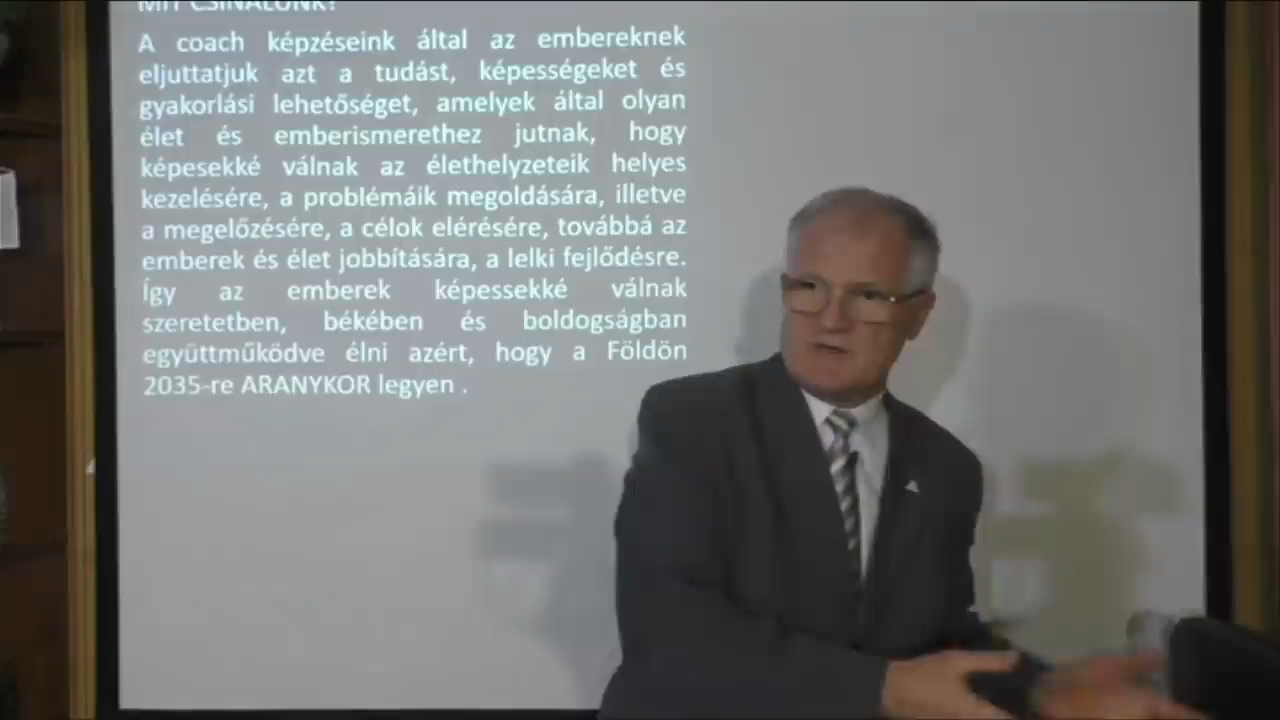 MIT CSINÁLUNK?
A coach képzéseink által az embereknek
eljuttatjuk azt a tudást, képességeket és
gyakorlási lehetőséget, amelyek által olyan
élet és emberismerethez jutnak, hogy
képesekké válnak az élethelyzeteik helyes
kezelésére, a problémáik megoldására, illetve
a megelőzésére, a célok elérésére, továbbá az
emberek és élet jobbítására, a lelki fejlődésre.
Így az emberek képessekké válnak
szeretetben, békében és boldogságban
együttműködve élni azért, hogy a Földön
2035-re ARANYKOR legyen .